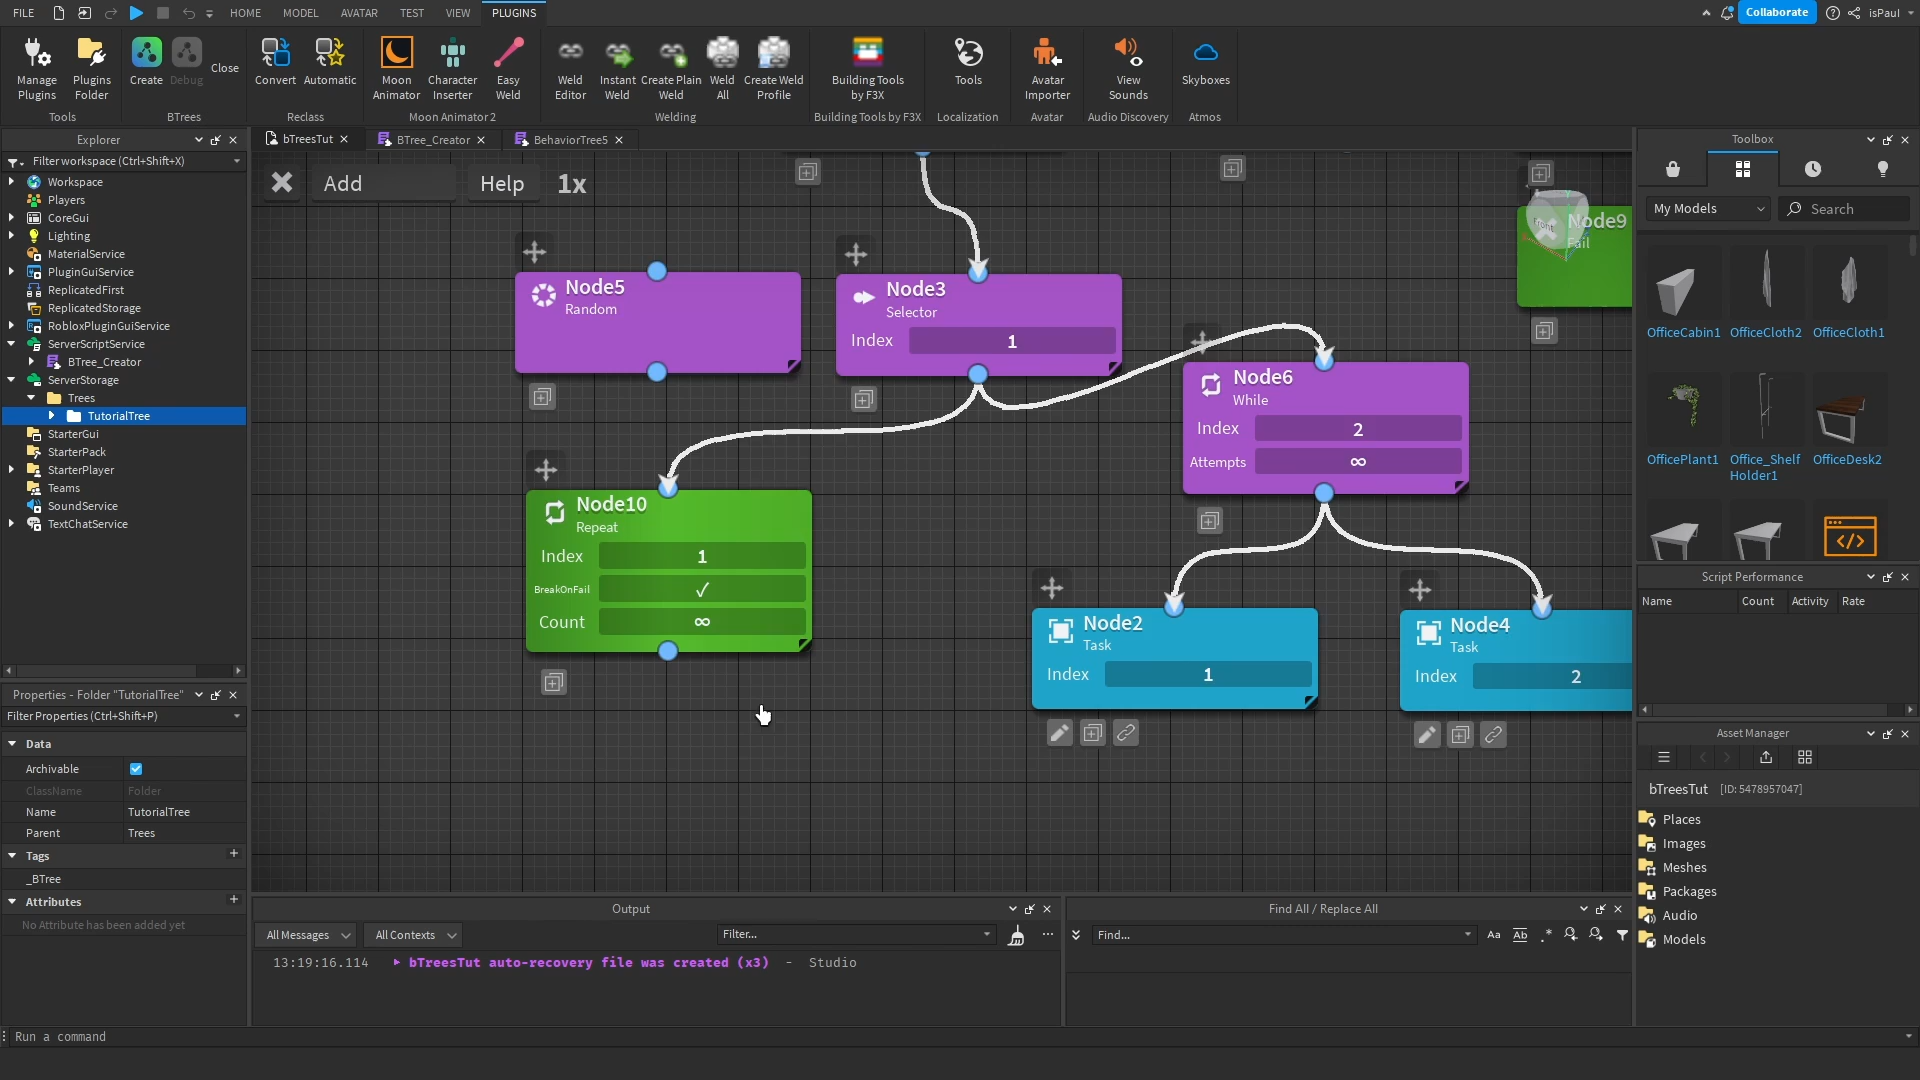 FILE HOME MODEL AVATAR TEST VIEW PLUGINS Collaborate isPaul
Manage Plugins
Plugins Folder
Create
Debug
Close
Convert
Automatic
Moon Animator
Character Inserter
Easy Weld
Weld Editor
Instant Weld
Create Plain Weld
Weld All
Create Weld Profile
Building Tools by F3X
Tools
Avatar Importer
View Sounds
Skyboxes
Tools BTrees Reclass Moon Animator 2 Welding Building Tools by F3X Localization Avatar Audio Discovery Atmos
Explorer
Filter workspace (Ctrl+Shift+X)
Workspace
Players
CoreGui
Lighting
MaterialService
PluginGuiService
ReplicatedFirst
ReplicatedStorage
RobloxPluginGuiService
ServerScriptService
BTree_Creator
ServerStorage
Trees
TutorialTree
StarterGui
StarterPack
StarterPlayer
Teams
SoundService
TextChatService
Properties - Folder "TutorialTree"
Filter Properties (Ctrl+Shift+P)
Data
Archivable
ClassName Folder
Name TutorialTree
Parent Trees
Tags
_BTree
Attributes
No Attribute has been added yet
bTreesTut BTree_Creator BehaviorTree5
Add Help 1x
Node5
Random
Node3
Selector
Index 1
Node9
Fail
Front
Node6
While
Index 2
Attempts ∞
Node10
Repeat
Index 1
BreakOnFail ✓
Count ∞
Node2
Task
Index 1
Node4
Task
Index 2
Output
All Messages All Contexts Filter...
13:19:16.114 bTreesTut auto-recovery file was created (x3) - Studio
Find All / Replace All
Find... Aa Ab .*
Run a command
Toolbox
My Models Search
OfficeCabin1 OfficeCloth2 OfficeCloth1
OfficePlant1
Office_Shelf
Holder1
OfficeDesk2
Script Performance
Name Count Activity Rate
Asset Manager
bTreesTut [ID: 5478957047]
Places
Images
Meshes
Packages
Audio
Models